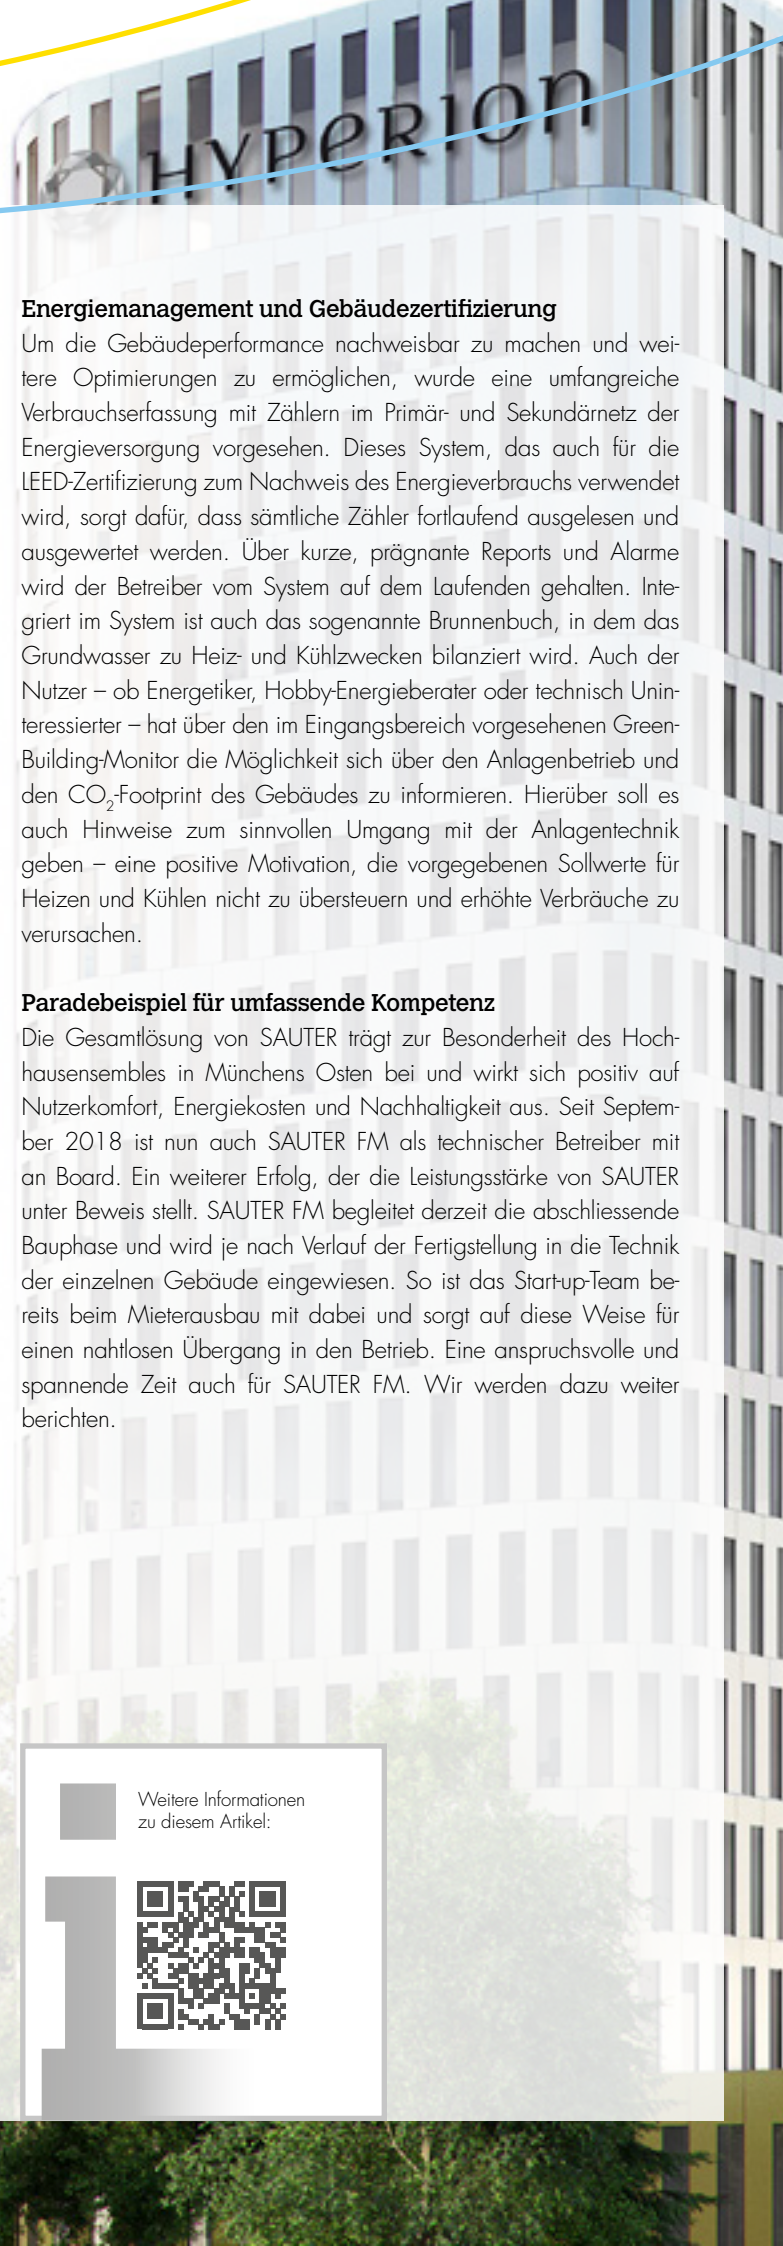 HYPERION
Energiemanagement und Gebäudezertifizierung
Um die Gebäudeperformance nachweisbar zu machen und wei-
tere Optimierungen zu ermöglichen, wurde eine umfangreiche
Verbrauchserfassung mit Zählern im Primär- und Sekundärnetz der
Energieversorgung vorgesehen. Dieses System, das auch für die
LEED-Zertifizierung zum Nachweis des Energieverbrauchs verwendet
wird, sorgt dafür, dass sämtliche Zähler fortlaufend ausgelesen und
ausgewertet werden. Über kurze, prägnante Reports und Alarme
wird der Betreiber vom System auf dem Laufenden gehalten. Inte-
griert im System ist auch das sogenannte Brunnenbuch, in dem das
Grundwasser zu Heiz- und Kühlzwecken bilanziert wird. Auch der
Nutzer – ob Energetiker, Hobby-Energieberater oder technisch Unin-
teressierter – hat über den im Eingangsbereich vorgesehenen Green-
Building-Monitor die Möglichkeit sich über den Anlagenbetrieb und
den CO₂-Footprint des Gebäudes zu informieren. Hierüber soll es
auch Hinweise zum sinnvollen Umgang mit der Anlagentechnik
geben – eine positive Motivation, die vorgegebenen Sollwerte für
Heizen und Kühlen nicht zu übersteuern und erhöhte Verbräuche zu
verursachen.
Paradebeispiel für umfassende Kompetenz
Die Gesamtlösung von SAUTER trägt zur Besonderheit des Hoch-
hausensembles in Münchens Osten bei und wirkt sich positiv auf
Nutzerkomfort, Energiekosten und Nachhaltigkeit aus. Seit Septem-
ber 2018 ist nun auch SAUTER FM als technischer Betreiber mit
an Board. Ein weiterer Erfolg, der die Leistungsstärke von SAUTER
unter Beweis stellt. SAUTER FM begleitet derzeit die abschliessende
Bauphase und wird je nach Verlauf der Fertigstellung in die Technik
der einzelnen Gebäude eingewiesen. So ist das Start-up-Team be-
reits beim Mieterausbau mit dabei und sorgt auf diese Weise für
einen nahtlosen Übergang in den Betrieb. Eine anspruchsvolle und
spannende Zeit auch für SAUTER FM. Wir werden dazu weiter
berichten.
i
Weitere Informationen
zu diesem Artikel: